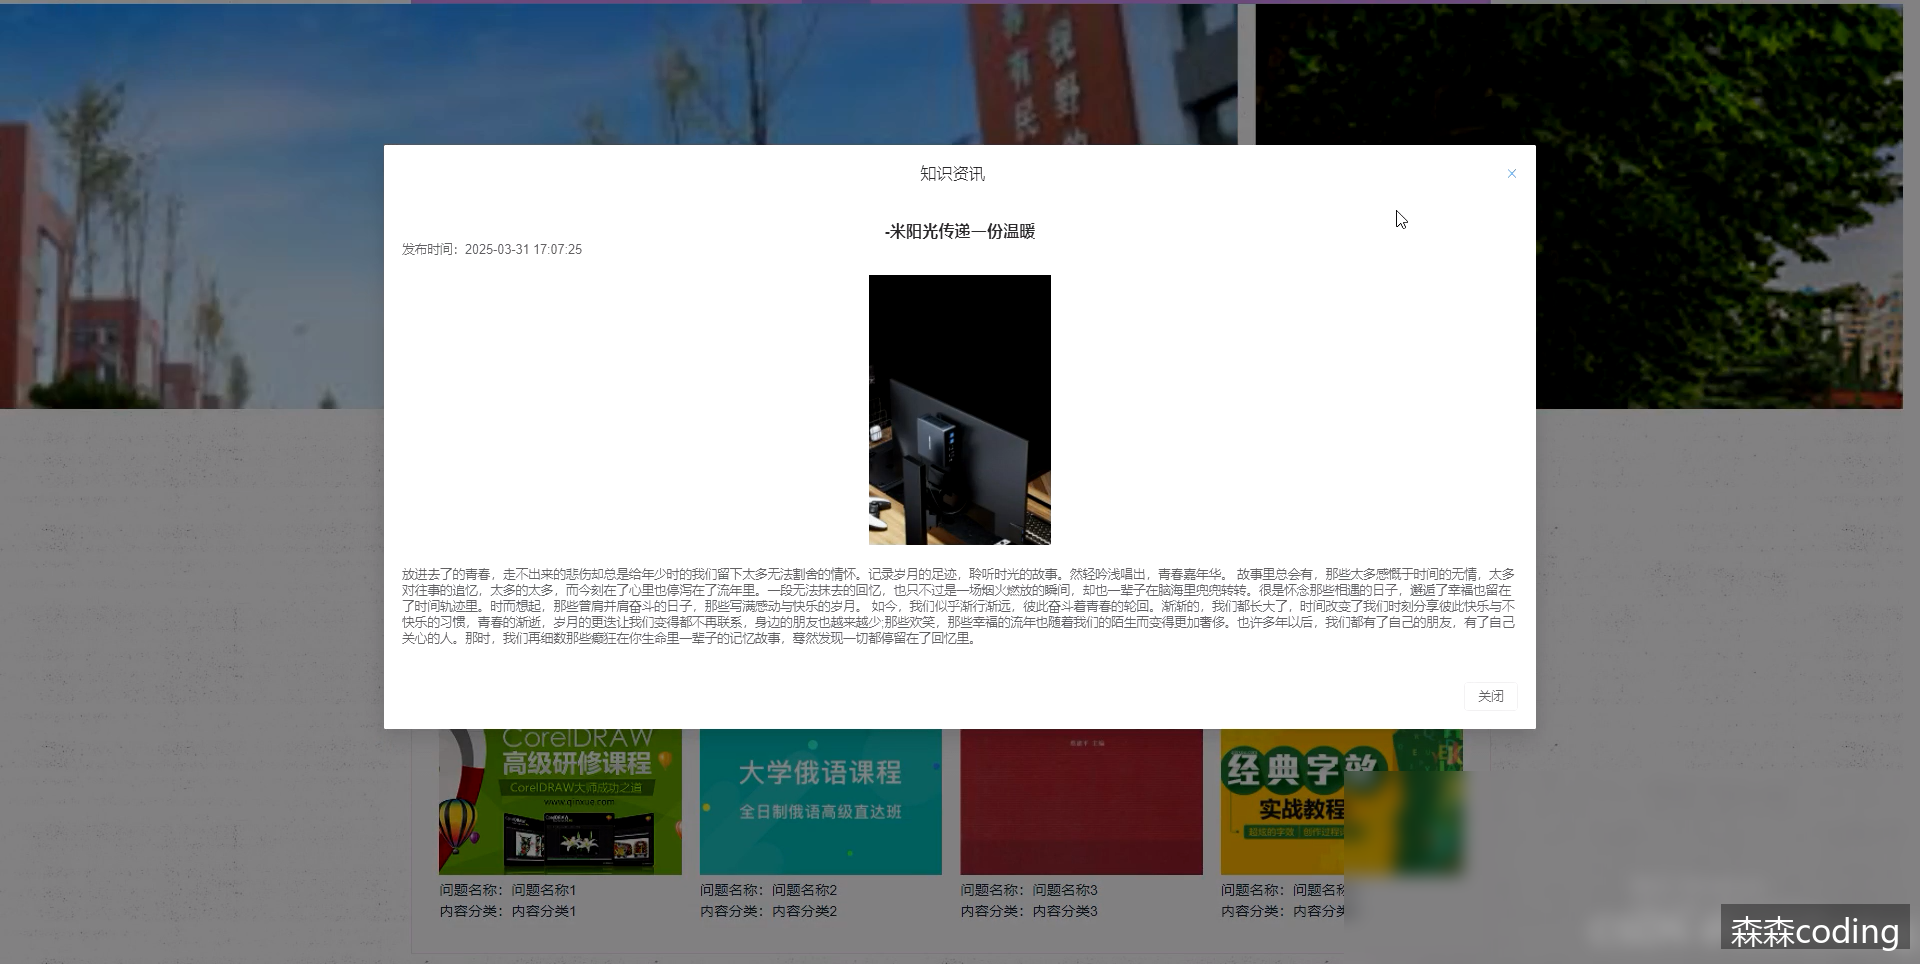 知识资讯
-米阳光传递一份温暖
发布时间：2025-03-31 17:07:25
放进去了的青春，走不出来的悲伤却总是给年少时的我们留下太多无法割舍的情怀。记录岁月的足迹，聆听时光的故事。然轻吟浅唱出，青春嘉年华。 故事里总会有，那些太多感慨于时间的无情，太多
对往事的追忆，太多的太多，而今刻在了心里也停泻在了流年里。一段无法抹去的回忆，也只不过是一场烟火燃放的瞬间，却也一辈子在脑海里兜兜转转。很是怀念那些相遇的日子，邂逅了幸福也留在
了时间轨迹里。时而想起，那些曾肩并肩奋斗的日子，那些写满感动与快乐的岁月。 如今，我们似乎渐行渐远，彼此奋斗着青春的轮回。渐渐的，我们都长大了，时间改变了我们时刻分享彼此快乐与不
快乐的习惯，青春的渐逝，岁月的更迭让我们变得都不再联系，身边的朋友也越来越少;那些欢笑，那些幸福的流年也随着我们的陌生而变得更加奢侈。也许多年以后，我们都有了自己的朋友，有了自己
关心的人。那时，我们再细数那些癫狂在你生命里一辈子的记忆故事，蓦然发现一切都停留在了回忆里。
关闭
CorelDRAW
高级研修课程
CorelDRAW大师成功之道
www.qinxue.com
大学俄语课程
全日制俄语高级直达班
经典字效
实战教程
问题名称：问题名称1
内容分类：内容分类1
问题名称：问题名称2
内容分类：内容分类2
问题名称：问题名称3
内容分类：内容分类3
问题名称：问题名
内容分类：内容分
森森coding